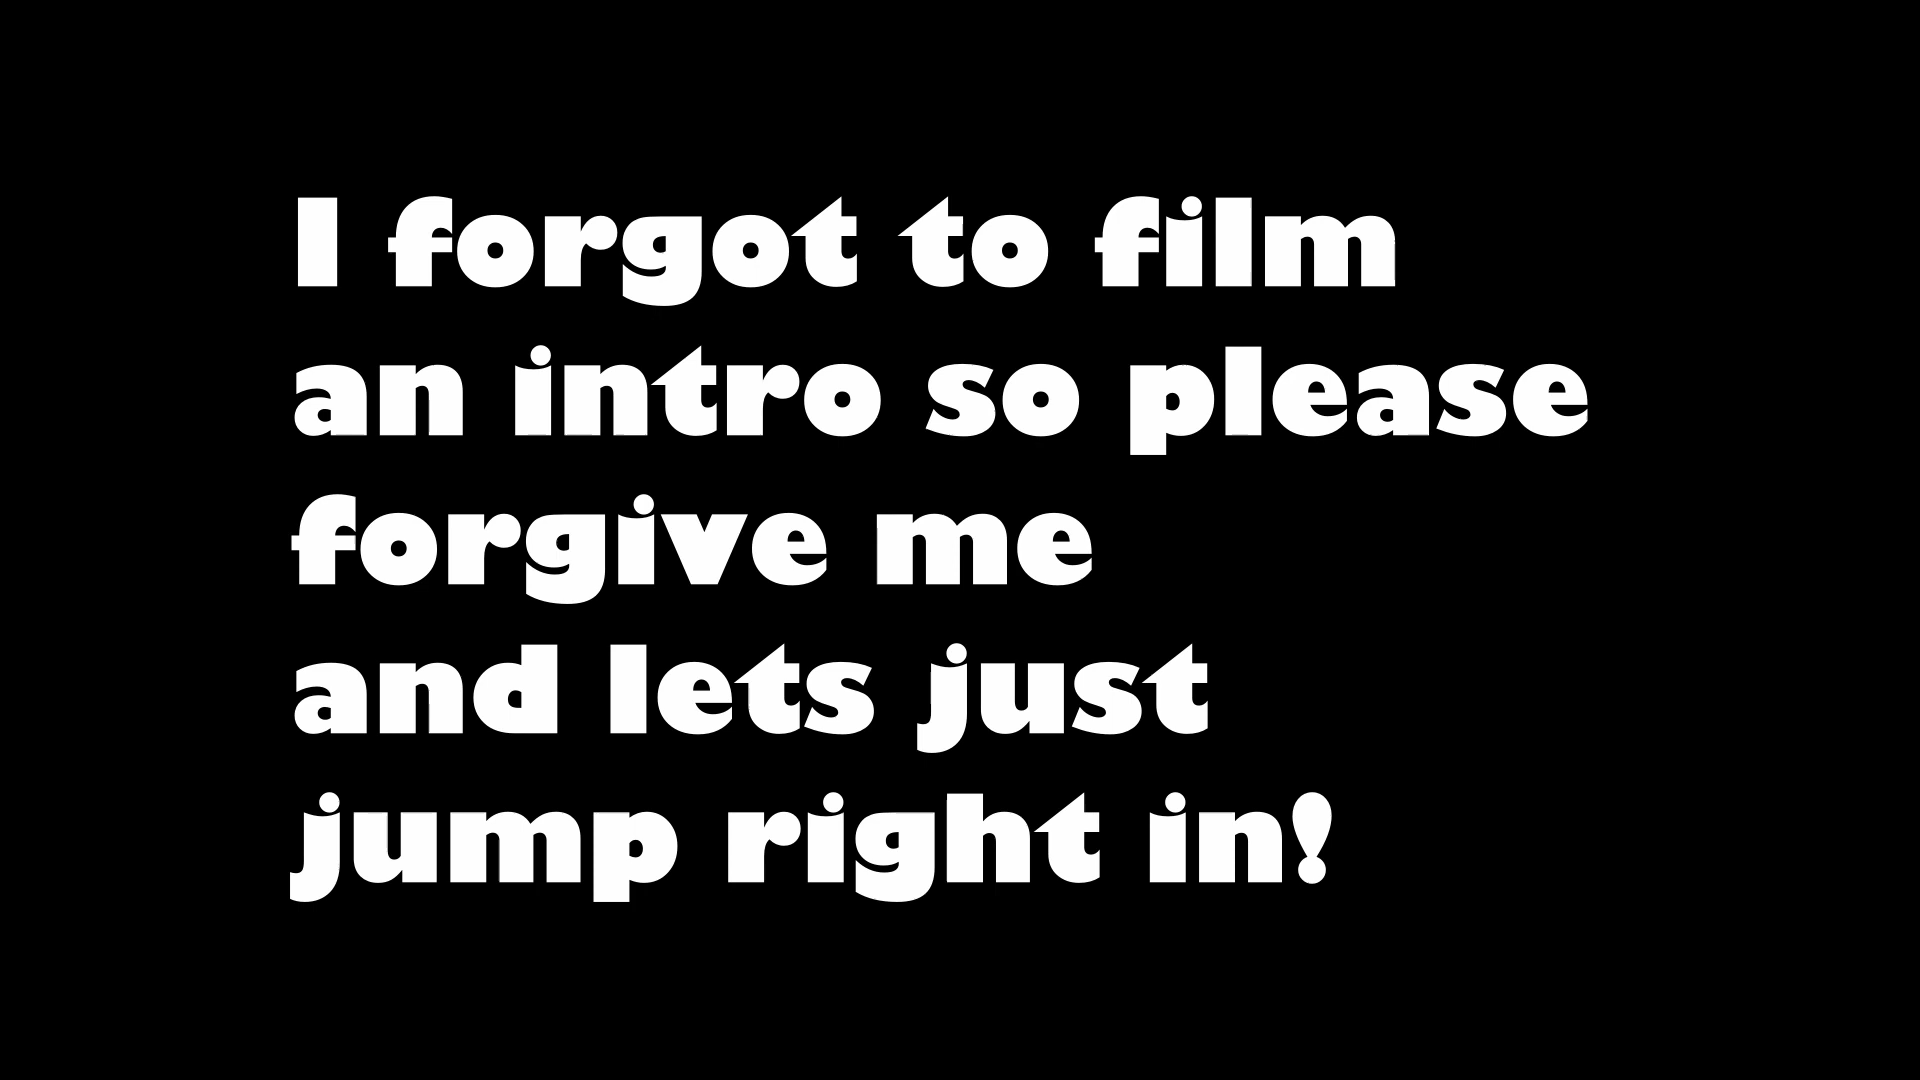 I forgot to film
an intro so please
forgive me
and lets just
jump right in!